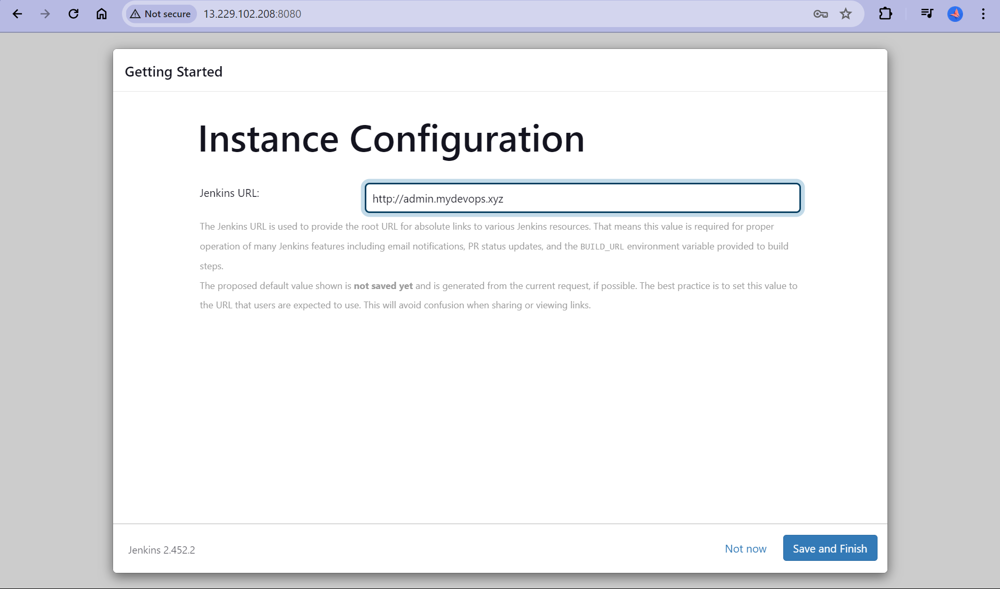 Not secure 13.229.102.208:8080
Getting Started
Instance Configuration
Jenkins URL: http://admin.mydevops.xyz
The Jenkins URL is used to provide the root URL for absolute links to various Jenkins resources. That means this value is required for proper
operation of many Jenkins features including email notifications, PR status updates, and the BUILD_URL environment variable provided to build
steps.
The proposed default value shown is not saved yet and is generated from the current request, if possible. The best practice is to set this value to
the URL that users are expected to use. This will avoid confusion when sharing or viewing links.
Jenkins 2.452.2 Not now Save and Finish